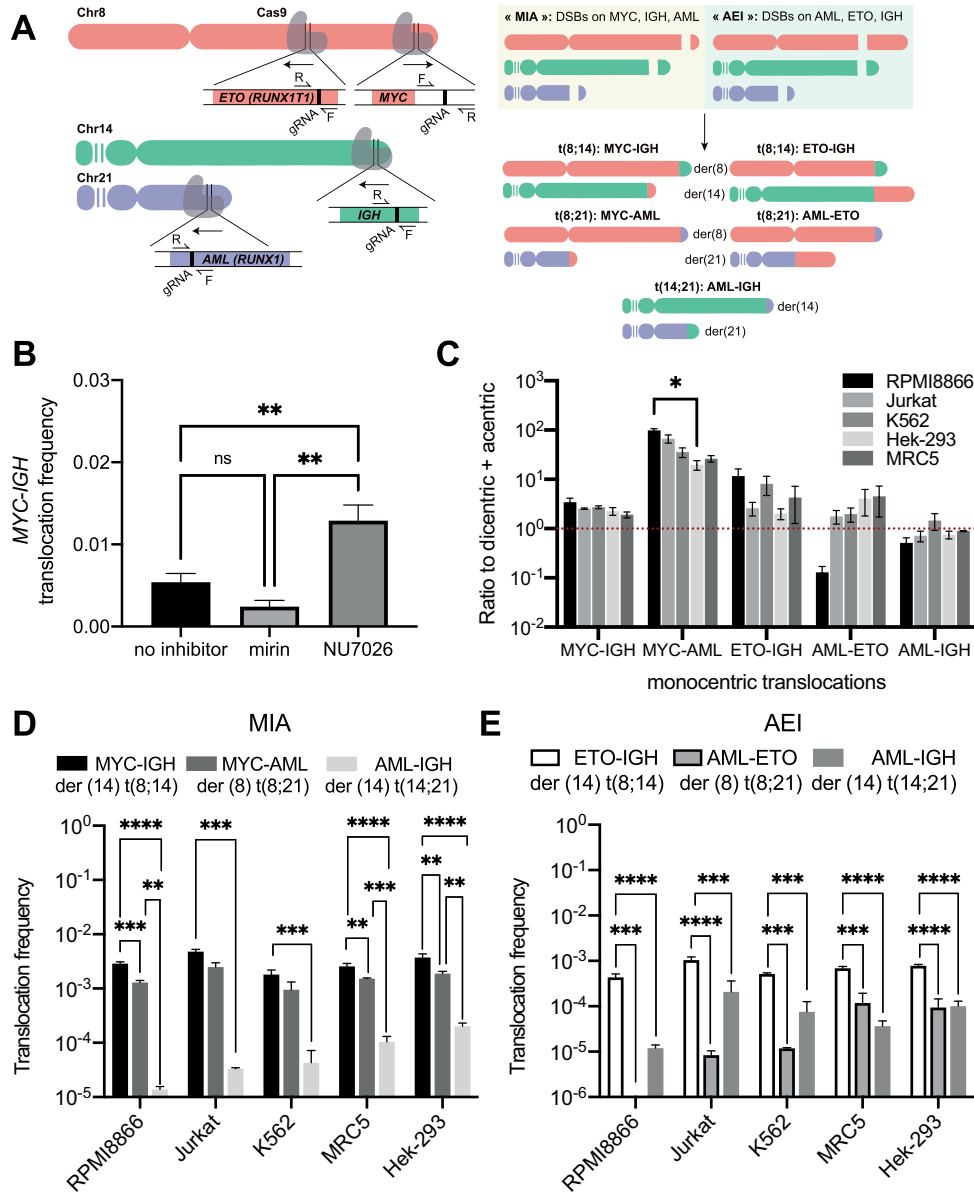 A
Chr8
Cas9
R
F
ETO (RUNX1T1)
MYC
gRNA
F
gRNA
R
Chr14
Chr21
R
IGH
gRNA
F
R
AML (RUNX1)
gRNA
F
« MIA »: DSBs on MYC, IGH, AML
« AEI »: DSBs on AML, ETO, IGH
t(8;14): MYC-IGH
t(8;14): ETO-IGH
der(8)
der(14)
t(8;21): MYC-AML
t(8;21): AML-ETO
der(8)
der(21)
t(14;21): AML-IGH
der(14)
der(21)
B
MYC-IGH
translocation frequency
0.03
0.02
0.01
0.00
**
ns
**
no inhibitor
mirin
NU7026
C
Ratio to dicentric + acentric
10³
10²
10¹
10⁰
10⁻¹
10⁻²
*
RPMI8866
Jurkat
K562
Hek-293
MRC5
MYC-IGH
MYC-AML
ETO-IGH
AML-ETO
AML-IGH
monocentric translocations
D
MIA
MYC-IGH
der (14) t(8;14)
MYC-AML
der (8) t(8;21)
AML-IGH
der (14) t(14;21)
Translocation frequency
10⁰
10⁻¹
10⁻²
10⁻³
10⁻⁴
10⁻⁵
****
**
***
***
***
****
***
**
****
**
**
RPMI8866
Jurkat
K562
MRC5
Hek-293
E
AEI
ETO-IGH
der (14) t(8;14)
AML-ETO
der (8) t(8;21)
AML-IGH
der (14) t(14;21)
Translocation frequency
10⁰
10⁻¹
10⁻²
10⁻³
10⁻⁴
10⁻⁵
10⁻⁶
****
***
***
****
***
***
****
***
****
****
RPMI8866
Jurkat
K562
MRC5
Hek-293